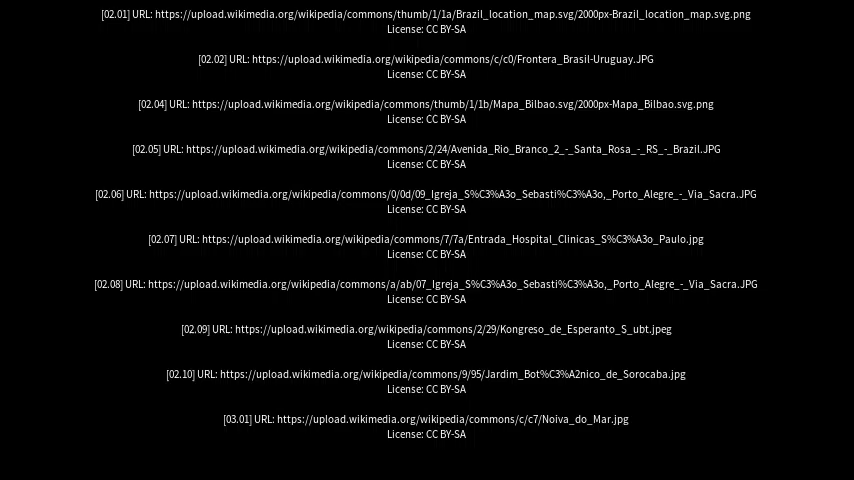 [02.01] URL: https://upload.wikimedia.org/wikipedia/commons/thumb/1/1a/Brazil_location_map.svg/2000px-Brazil_location_map.svg.png
License: CC BY-SA
[02.02] URL: https://upload.wikimedia.org/wikipedia/commons/c/c0/Frontera_Brasil-Uruguay.JPG
License: CC BY-SA
[02.04] URL: https://upload.wikimedia.org/wikipedia/commons/thumb/1/1b/Mapa_Bilbao.svg/2000px-Mapa_Bilbao.svg.png
License: CC BY-SA
[02.05] URL: https://upload.wikimedia.org/wikipedia/commons/2/24/Avenida_Rio_Branco_2_-_Santa_Rosa_-_RS_-_Brazil.JPG
License: CC BY-SA
[02.06] URL: https://upload.wikimedia.org/wikipedia/commons/0/0d/09_Igreja_S%C3%A3o_Sebasti%C3%A3o,_Porto_Alegre_-_Via_Sacra.JPG
License: CC BY-SA
[02.07] URL: https://upload.wikimedia.org/wikipedia/commons/7/7a/Entrada_Hospital_Clinicas_S%C3%A3o_Paulo.jpg
License: CC BY-SA
[02.08] URL: https://upload.wikimedia.org/wikipedia/commons/a/ab/07_Igreja_S%C3%A3o_Sebasti%C3%A3o,_Porto_Alegre_-_Via_Sacra.JPG
License: CC BY-SA
[02.09] URL: https://upload.wikimedia.org/wikipedia/commons/2/29/Kongreso_de_Esperanto_S_ubt.jpeg
License: CC BY-SA
[02.10] URL: https://upload.wikimedia.org/wikipedia/commons/9/95/Jardim_Bot%C3%A2nico_de_Sorocaba.jpg
License: CC BY-SA
[03.01] URL: https://upload.wikimedia.org/wikipedia/commons/c/c7/Noiva_do_Mar.jpg
License: CC BY-SA